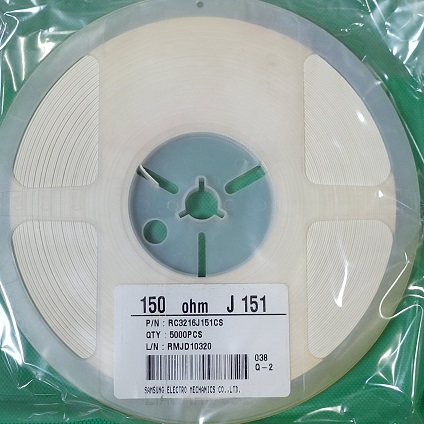 150 ohm J 151
P/N : RC3216J151CS
QTY : 5000PCS
L/N : RMJD10320
038
Q-2
SAMSUNG ELECTRO MECHANICS CO.,LTD.